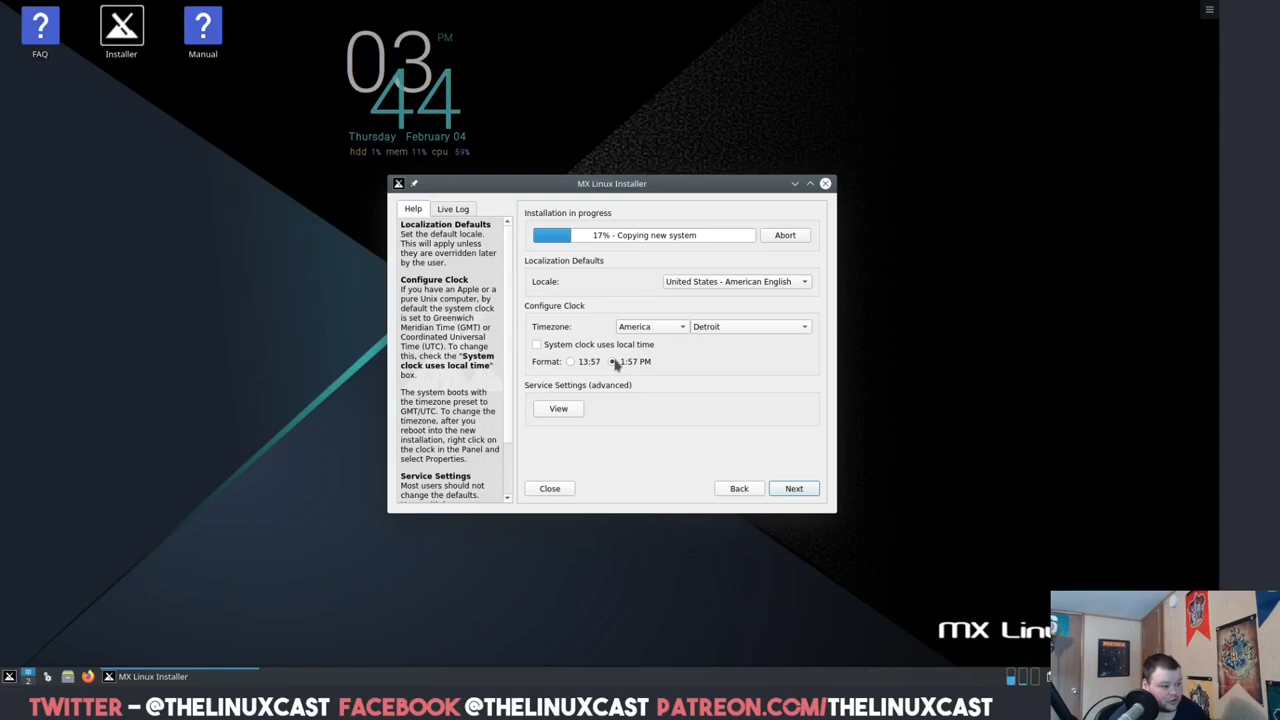 FAQ
Installer
Manual
03 PM
44
Thursday February 04
hdd 1% mem 11% cpu 59%
MX Linux Installer
Help
Live Log
Localization Defaults
Set the default locale.
This will apply unless
they are overridden later
by the user.
Configure Clock
If you have an Apple or a
pure Unix computer, by
default the system clock
is set to Greenwich
Meridian Time (GMT) or
Coordinated Universal
Time (UTC). To change
this, check the "System
clock uses local time"
box.
The system boots with
the timezone preset to
GMT/UTC. To change the
timezone, after you
reboot into the new
installation, right click on
the clock in the Panel and
select Properties.
Service Settings
Most users should not
change the defaults.
Installation in progress
17% - Copying new system
Abort
Localization Defaults
Locale:
United States - American English
Configure Clock
Timezone:
America
Detroit
System clock uses local time
Format:
13:57
1:57 PM
Service Settings (advanced)
View
Close
Back
Next
MX Linu
2
MX Linux Installer
TWITTER – @THELINUXCAST FACEBOOK @THELINUXCAST PATREON.COM/THELINUXCAST